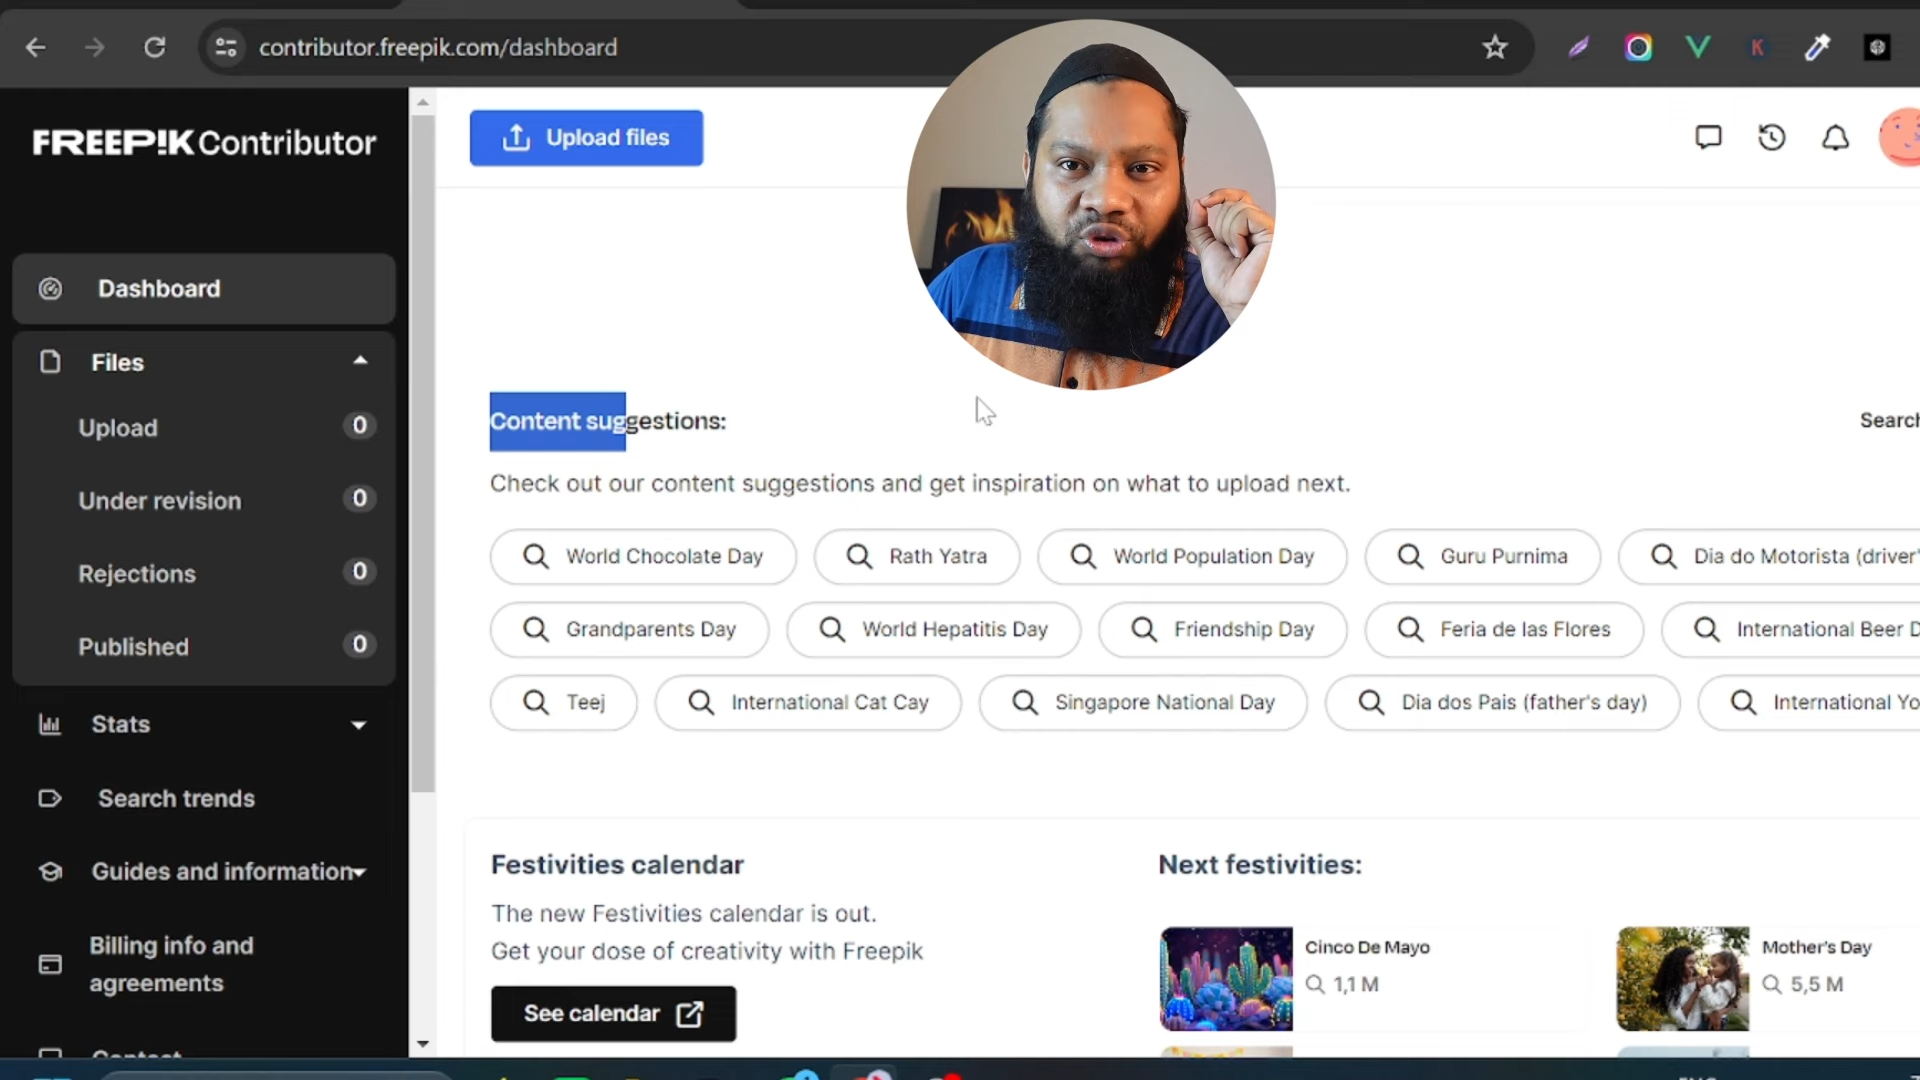 contributor.freepik.com/dashboard
FREEP!K Contributor
Upload files
Dashboard
Files
Upload 0
Under revision 0
Rejections 0
Published 0
Stats
Search trends
Guides and information
Billing info and
agreements
Content suggestions:
Search
Check out our content suggestions and get inspiration on what to upload next.
World Chocolate Day
Rath Yatra
World Population Day
Guru Purnima
Dia do Motorista (driver'
Grandparents Day
World Hepatitis Day
Friendship Day
Feria de las Flores
International Beer D
Teej
International Cat Cay
Singapore National Day
Dia dos Pais (father's day)
International Yo
Festivities calendar
The new Festivities calendar is out.
Get your dose of creativity with Freepik
See calendar
Next festivities:
Cinco De Mayo
1,1 M
Mother's Day
5,5 M